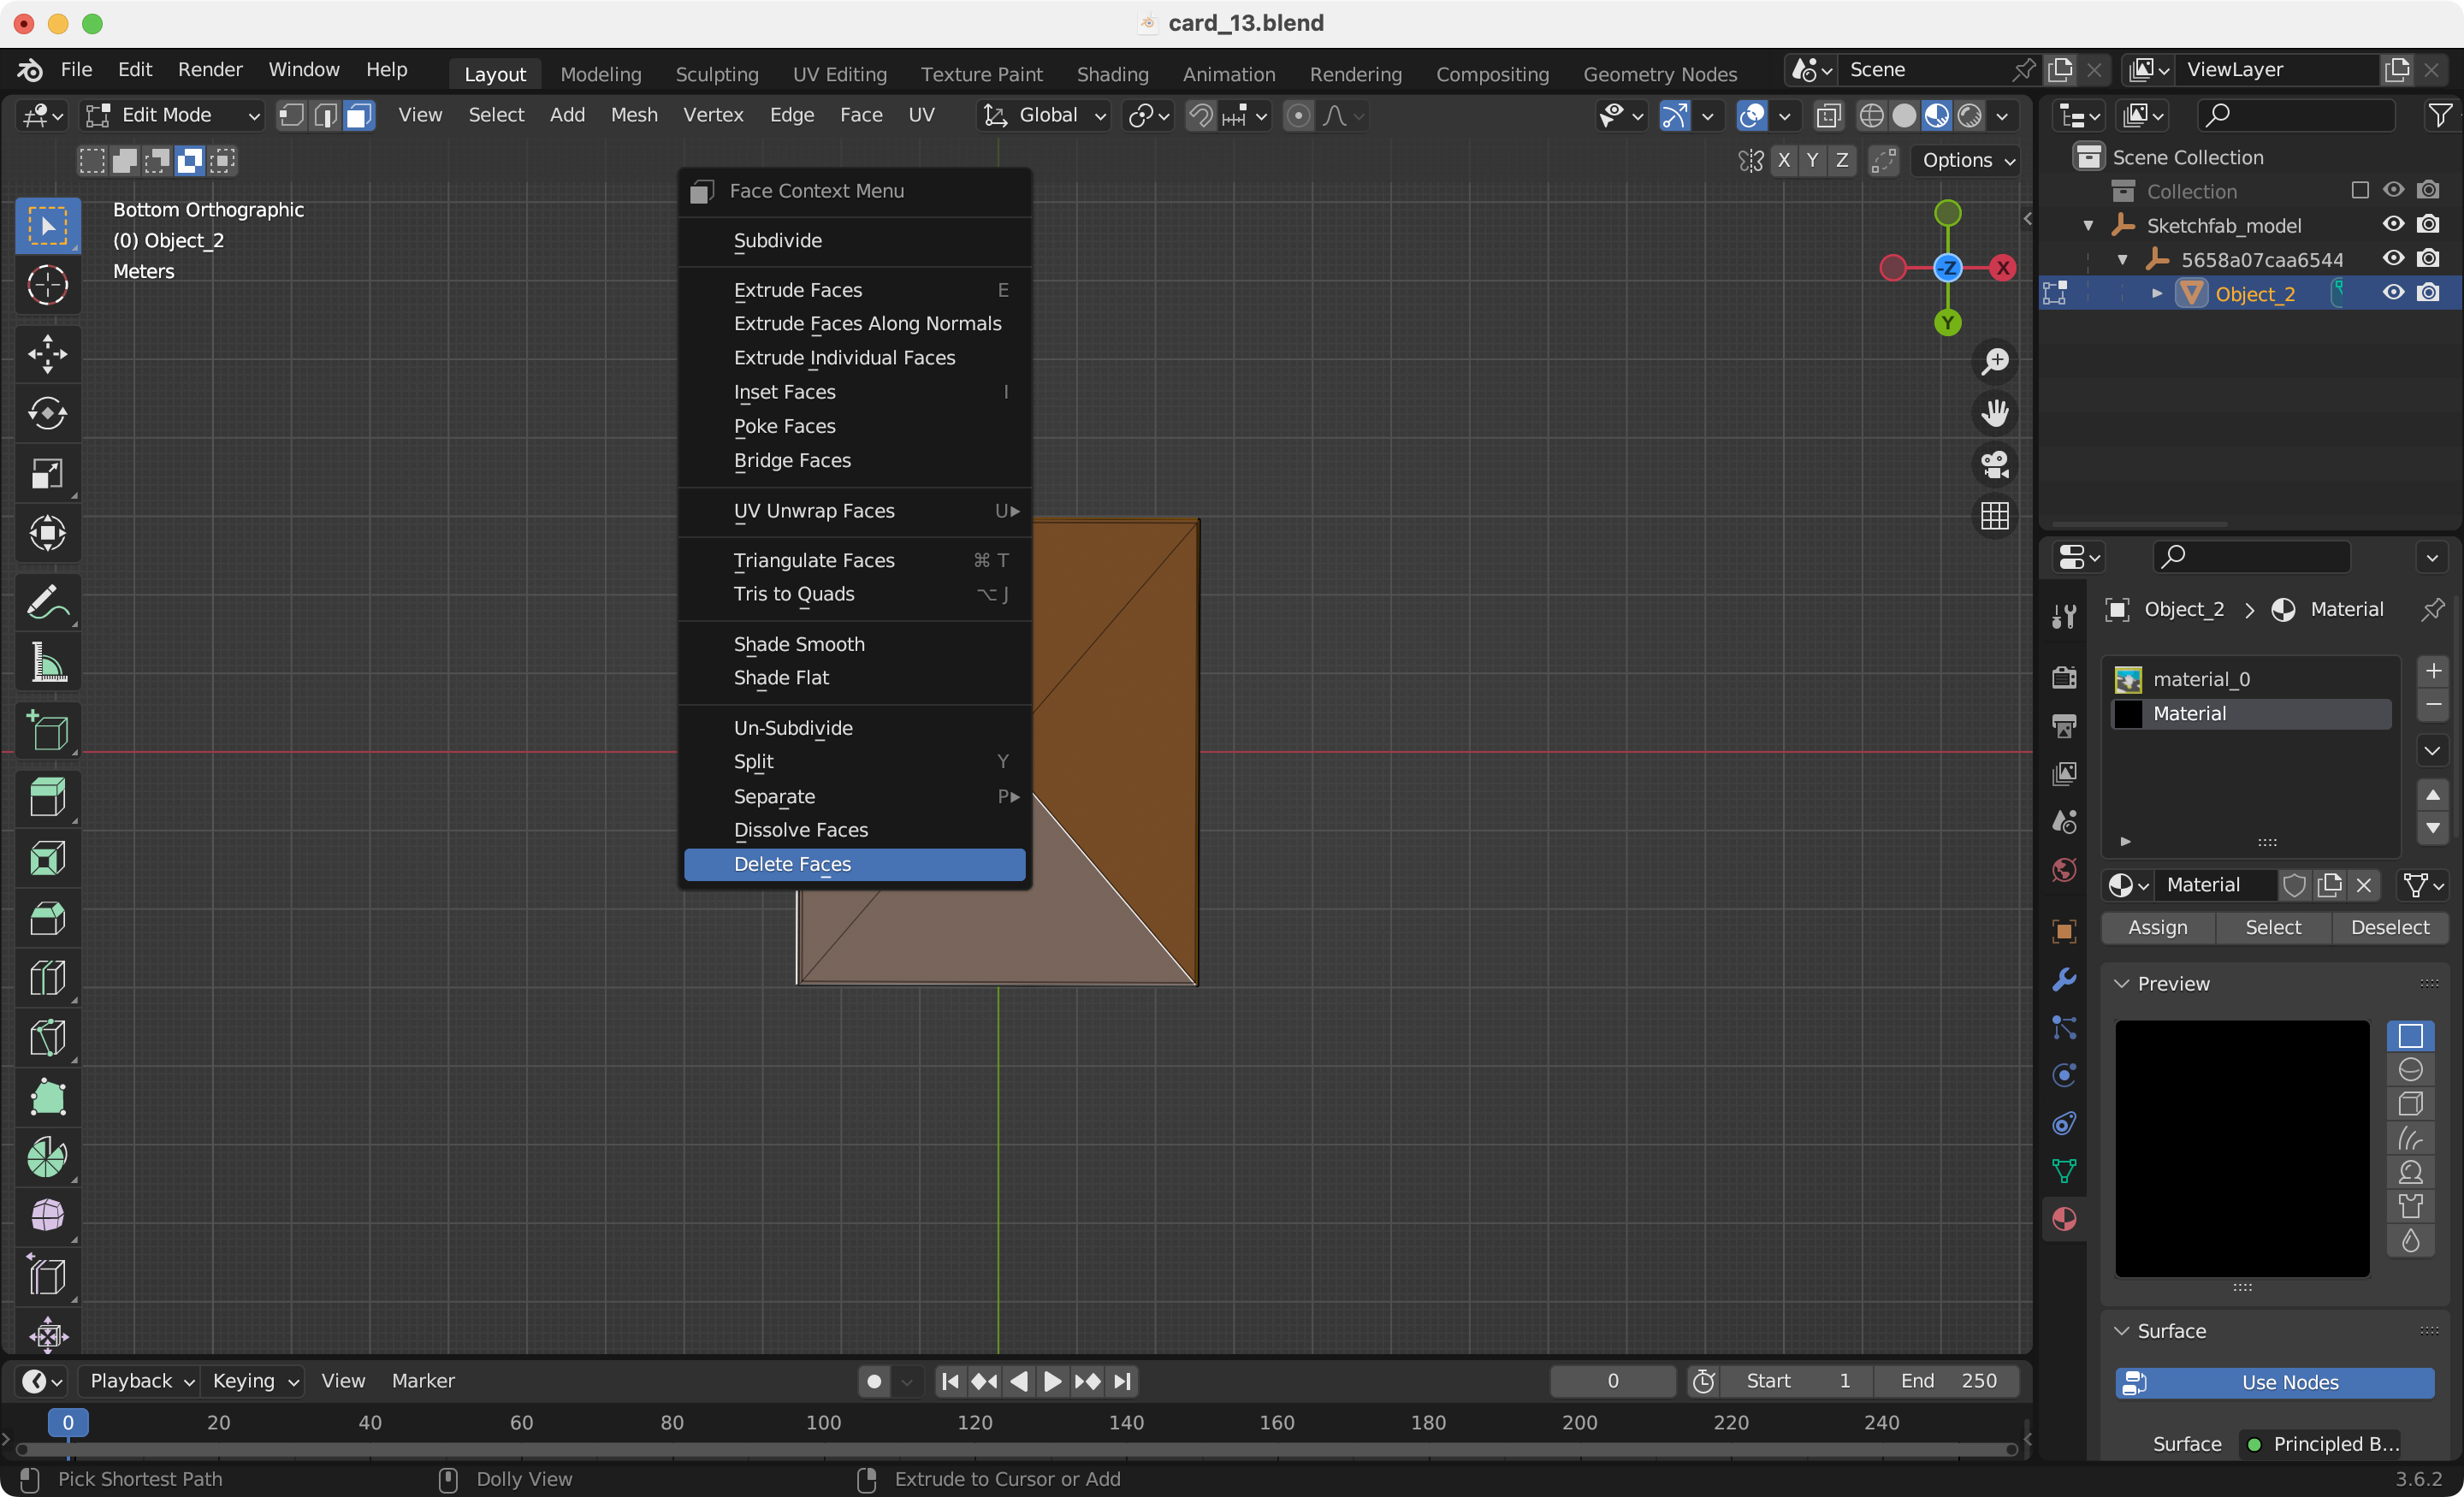 card_13.blend
File Edit Render Window Help Layout Modeling Sculpting UV Editing Texture Paint Shading Animation Rendering Compositing Geometry Nodes Scene ViewLayer
Edit Mode View Select Add Mesh Vertex Edge Face UV Global
X Y Z Options
Scene Collection
Collection
Sketchfab_model
5658a07caa6544
Object_2
Bottom Orthographic
(0) Object_2
Meters
-Z X
Y
Face Context Menu
Subdivide
Extrude Faces E
Extrude Faces Along Normals
Extrude Individual Faces
Inset Faces I
Poke Faces
Bridge Faces
UV Unwrap Faces U▸
Triangulate Faces ⌘ T
Tris to Quads ⌥ J
Shade Smooth
Shade Flat
Un-Subdivide
Split Y
Separate P▸
Dissolve Faces
Delete Faces
Object_2 > Material
material_0
Material
Material
Assign Select Deselect
Preview
Surface
Use Nodes
Surface Principled B...
Playback Keying View Marker 0 Start 1 End 250
0 20 40 60 80 100 120 140 160 180 200 220 240
Pick Shortest Path Dolly View Extrude to Cursor or Add 3.6.2